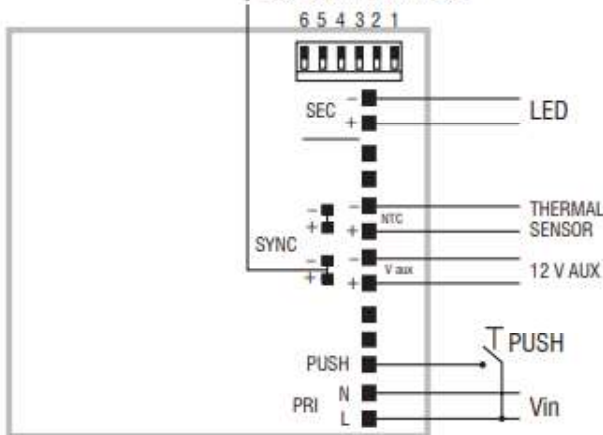 6 5 4 3 2 1
SEC
-
+
LED
- -
NTC
+ +
THERMAL
SENSOR
SYNC
- -
V aux
+ +
12 V AUX
PUSH
PUSH
PRI
N
L
Vin